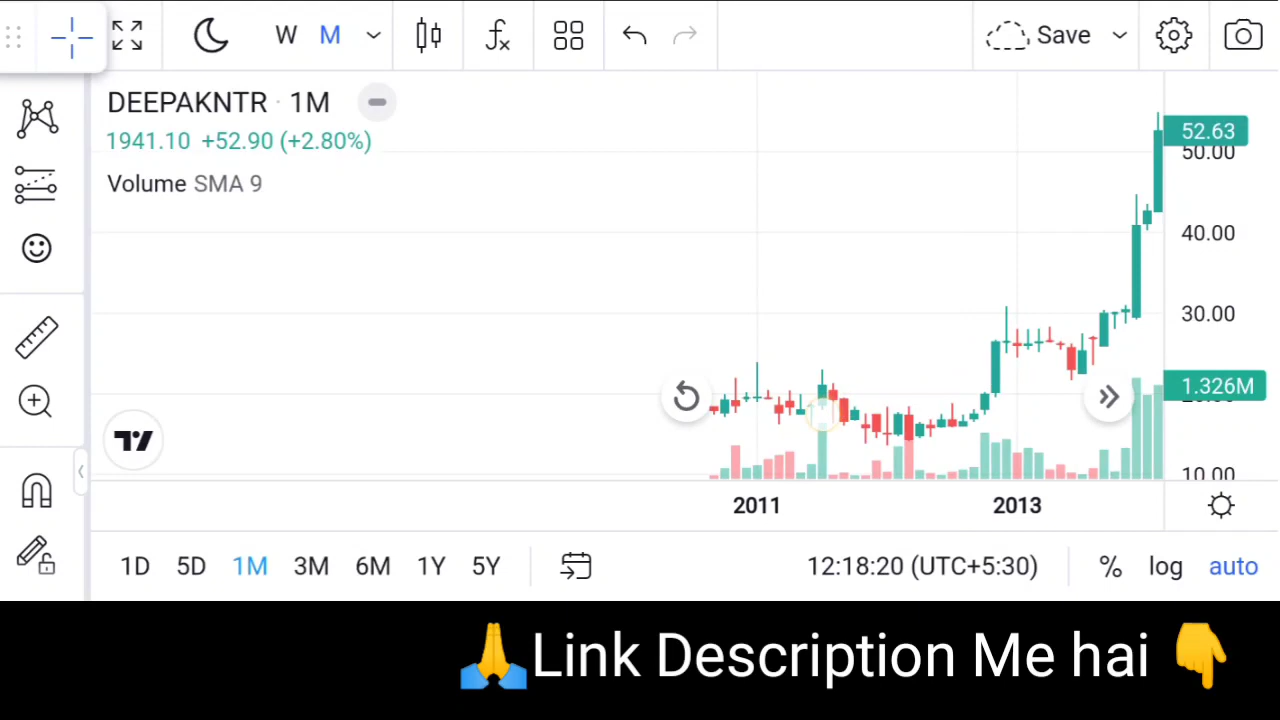 W M Save
DEEPAKNTR · 1M
1941.10 +52.90 (+2.80%)
Volume SMA 9
52.63
50.00
40.00
30.00
1.326M
10.00
2011 2013
1D 5D 1M 3M 6M 1Y 5Y 12:18:20 (UTC+5:30) % log auto
🙏Link Description Me hai 👇